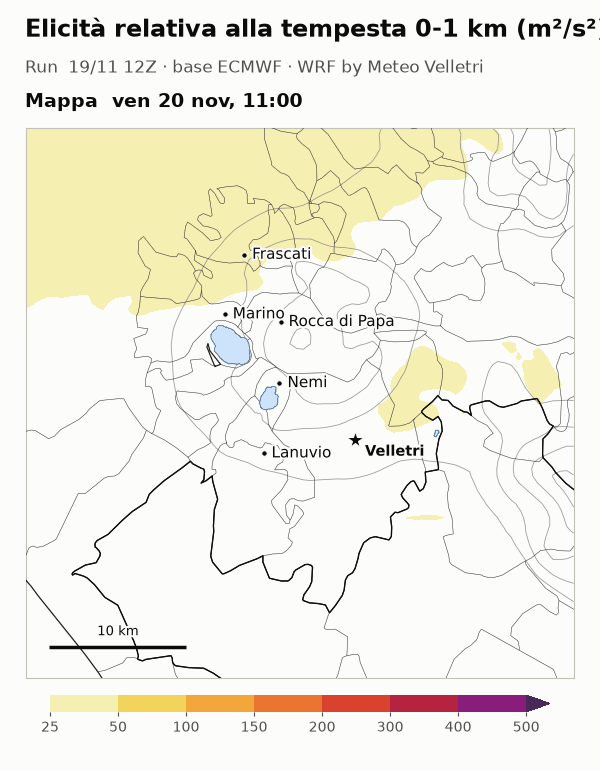 Elicità relativa alla tempesta 0-1 km (m²/s²)
Run  19/11 12Z · base ECMWF · WRF by Meteo Velletri
Mappa  ven 20 nov, 11:00
Frascati
Marino
Rocca di Papa
Nemi
Velletri
Lanuvio
10 km
25 50 100 150 200 300 400 500